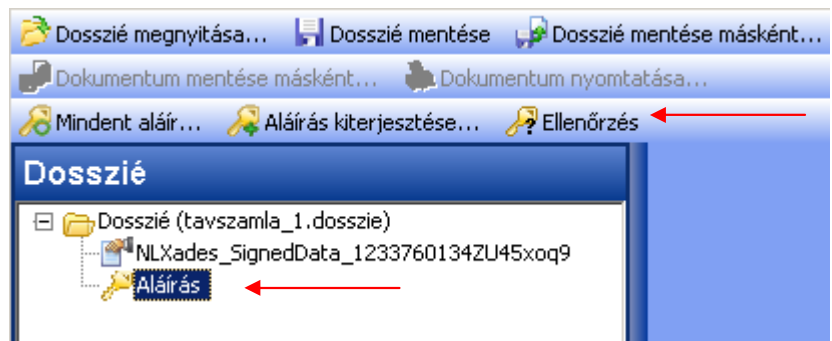 Dosszié megnyitása... Dosszié mentése Dosszié mentése másként...
Dokumentum mentése másként... Dokumentum nyomtatása...
Mindent aláír... Aláírás kiterjesztése... Ellenőrzés
Dosszié
Dosszié (tavszamla_1.dosszie)
NLXades_SignedData_1233760134ZU45xoq9
Aláírás